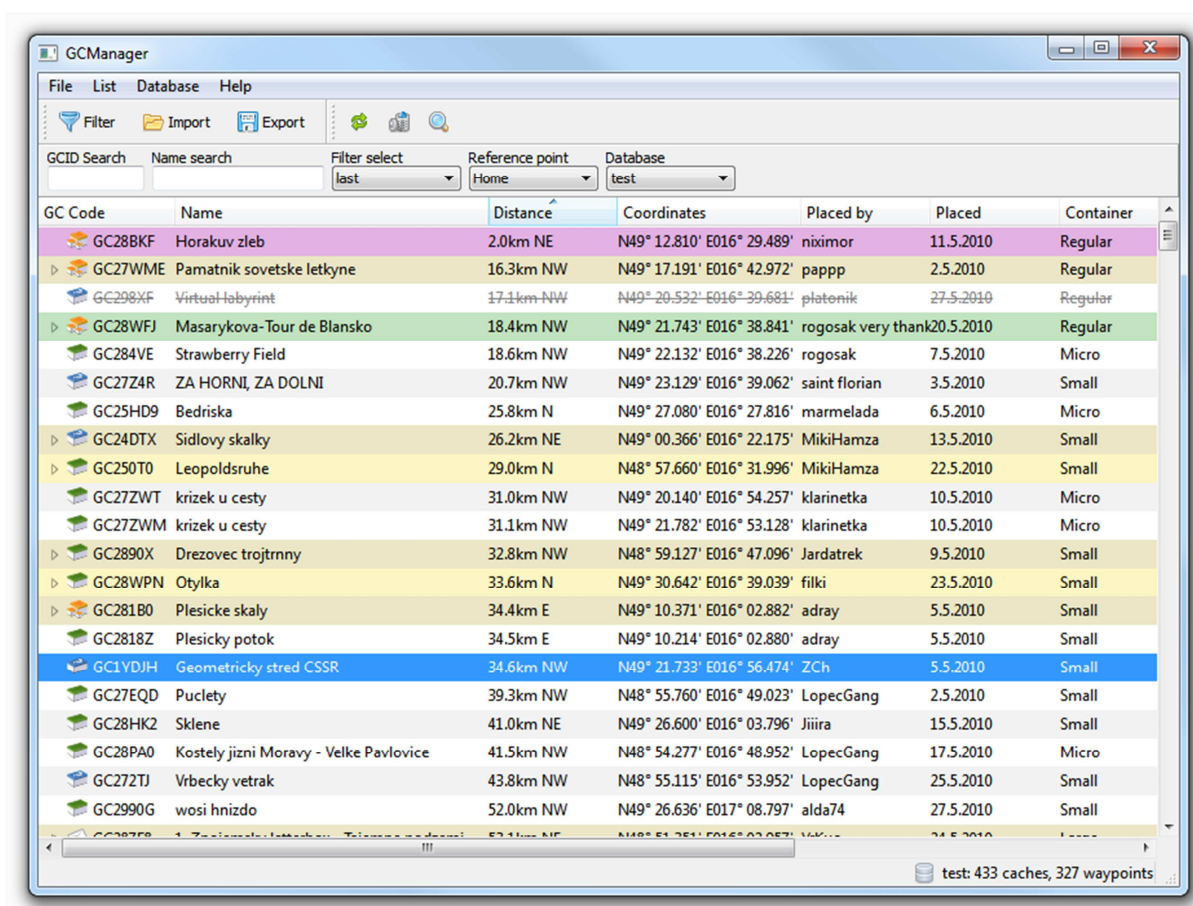 GCManager
File List Database Help
Filter Import Export
GCID Search Name search Filter select Reference point Database
last Home test
GC Code Name Distance Coordinates Placed by Placed Container
GC28BKF Horakuv zleb 2.0km NE N49° 12.810' E016° 29.489' niximor 11.5.2010 Regular
GC27WME Pamatnik sovetske letkyne 16.3km NW N49° 17.191' E016° 42.972' pappp 2.5.2010 Regular
GC298XF Virtual labyrint 17.1km NW N49° 20.532' E016° 39.681' platonik 27.5.2010 Regular
GC28WFJ Masarykova-Tour de Blansko 18.4km NW N49° 21.743' E016° 38.841' rogosak very thank 20.5.2010 Regular
GC284VE Strawberry Field 18.6km NW N49° 22.132' E016° 38.226' rogosak 7.5.2010 Micro
GC27Z4R ZA HORNI, ZA DOLNI 20.7km NW N49° 23.129' E016° 39.062' saint florian 3.5.2010 Small
GC25HD9 Bedriska 25.8km N N49° 27.080' E016° 27.816' marmelada 6.5.2010 Micro
GC24DTX Sidlovy skalky 26.2km NE N49° 00.366' E016° 22.175' MikiHamza 13.5.2010 Small
GC250T0 Leopoldsruhe 29.0km N N48° 57.660' E016° 31.996' MikiHamza 22.5.2010 Small
GC27ZWT krizek u cesty 31.0km NW N49° 20.140' E016° 54.257' klarinetka 10.5.2010 Micro
GC27ZWM krizek u cesty 31.1km NW N49° 21.782' E016° 53.128' klarinetka 10.5.2010 Micro
GC2890X Drezovec trojtrnny 32.8km NW N48° 59.127' E016° 47.096' Jardatrek 9.5.2010 Small
GC28WPN Otylka 33.6km N N49° 30.642' E016° 39.039' filki 23.5.2010 Small
GC281B0 Plesicke skaly 34.4km E N49° 10.371' E016° 02.882' adray 5.5.2010 Small
GC2818Z Plesicky potok 34.5km E N49° 10.214' E016° 02.880' adray 5.5.2010 Small
GC1YDJH Geometricky stred CSSR 34.6km NW N49° 21.733' E016° 56.474' ZCh 5.5.2010 Small
GC27EQD Puclety 39.3km NW N48° 55.760' E016° 49.023' LopecGang 2.5.2010 Small
GC28HK2 Sklene 41.0km NE N49° 26.600' E016° 03.796' Jiiira 15.5.2010 Small
GC28PA0 Kostely jizni Moravy - Velke Pavlovice 41.5km NW N48° 54.277' E016° 48.952' LopecGang 17.5.2010 Micro
GC272TJ Vrbecky vetrak 43.8km NW N48° 55.115' E016° 53.952' LopecGang 25.5.2010 Small
GC2990G wosi hnizdo 52.0km NW N49° 26.636' E017° 08.797' alda74 27.5.2010 Small
test: 433 caches, 327 waypoints